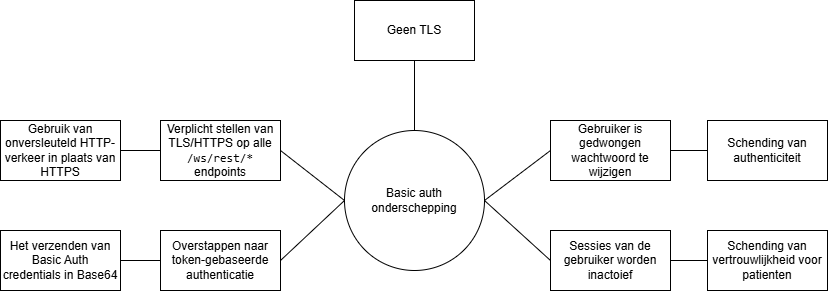 Geen TLS
Gebruik van
onversleuteld HTTP-
verkeer in plaats van
HTTPS
Verplicht stellen van
TLS/HTTPS op alle
/ws/rest/*
endpoints
Basic auth
onderschepping
Gebruiker is
gedwongen
wachtwoord te
wijzigen
Schending van
authenticiteit
Het verzenden van
Basic Auth
credentials in Base64
Overstappen naar
token-gebaseerde
authenticatie
Sessies van de
gebruiker worden
inactoief
Schending van
vertrouwlijkheid voor
patienten